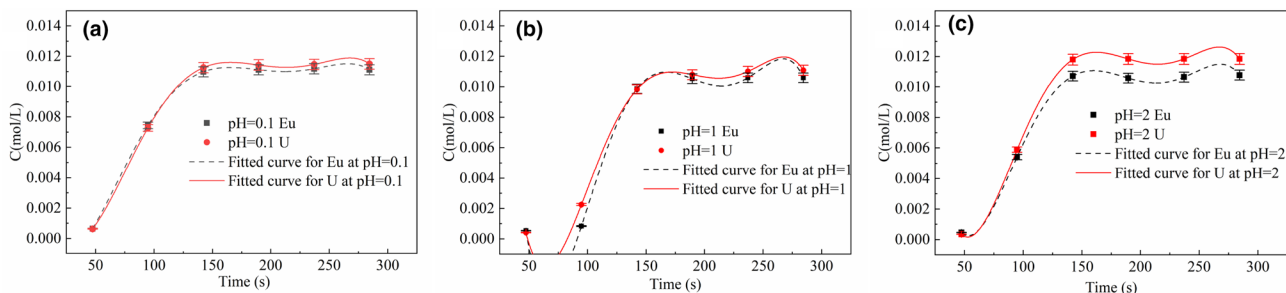 (a)
0.014
0.012
0.010
0.008
0.006
0.004
0.002
0.000
C(mol/L)
pH=0.1 Eu
pH=0.1 U
Fitted curve for Eu at pH=0.1
Fitted curve for U at pH=0.1
50 100 150 200 250 300
Time (s)
(b)
0.014
0.012
0.010
0.008
0.006
0.004
0.002
0.000
C(mol/L)
pH=1 Eu
pH=1 U
Fitted curve for Eu at pH=1
Fitted curve for U at pH=1
50 100 150 200 250 300
Time (s)
(c)
0.014
0.012
0.010
0.008
0.006
0.004
0.002
0.000
C(mol/L)
pH=2 Eu
pH=2 U
Fitted curve for Eu at pH=2
Fitted curve for U at pH=2
50 100 150 200 250 300
Time (s)